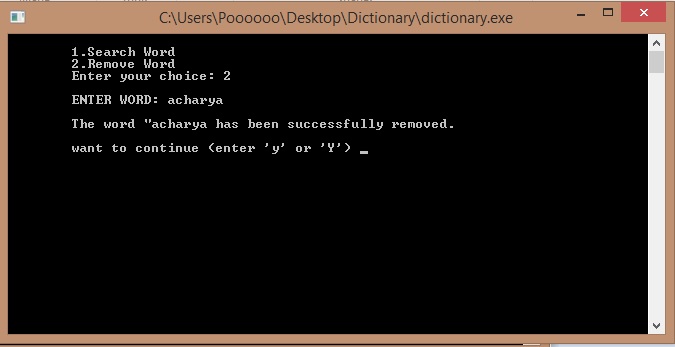 C:\Users\Poooooo\Desktop\Dictionary\dictionary.exe
1.Search Word
2.Remove Word
Enter your choice: 2
ENTER WORD: acharya
The word "acharya has been successfully removed.
want to continue (enter 'y' or 'Y') _